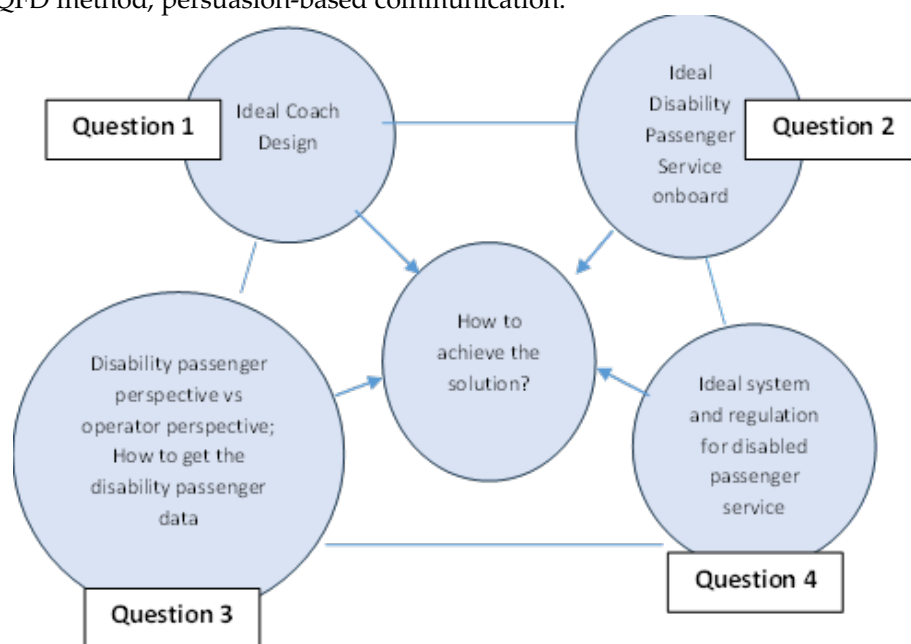 QFD method, persuasion-based communication.
Question 1
Ideal Coach
Design
Ideal
Disability
Passenger
Service
onboard
Question 2
How to
achieve the
solution?
Disability passenger
perspective vs
operator perspective;
How to get the
disability passenger
data
Question 3
Ideal system
and regulation
for disabled
passenger
service
Question 4